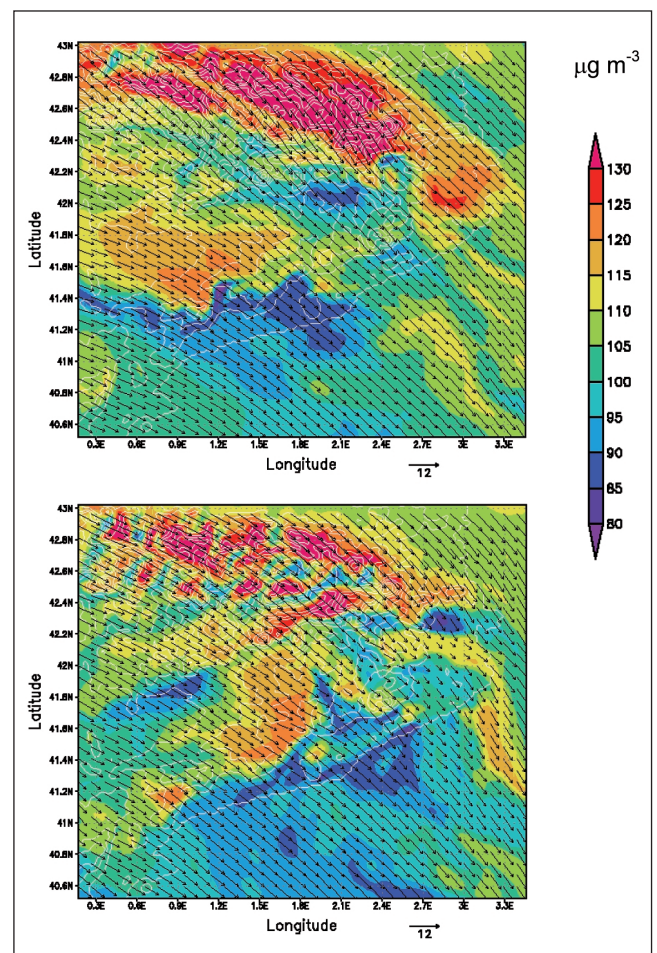 μg m-3
43N
42.8N
42.6N
42.4N
42.2N
42N
41.8N
41.6N
41.4N
41.2N
41N
40.8N
40.6N
Latitude
0.3E 0.6E 0.9E 1.2E 1.5E 1.8E 2.1E 2.4E 2.7E 3E 3.3E
Longitude
12
130
125
120
115
110
105
100
95
90
85
80
43N
42.8N
42.6N
42.4N
42.2N
42N
41.8N
41.6N
41.4N
41.2N
41N
40.8N
40.6N
Latitude
0.3E 0.6E 0.9E 1.2E 1.5E 1.8E 2.1E 2.4E 2.7E 3E 3.3E
Longitude
12